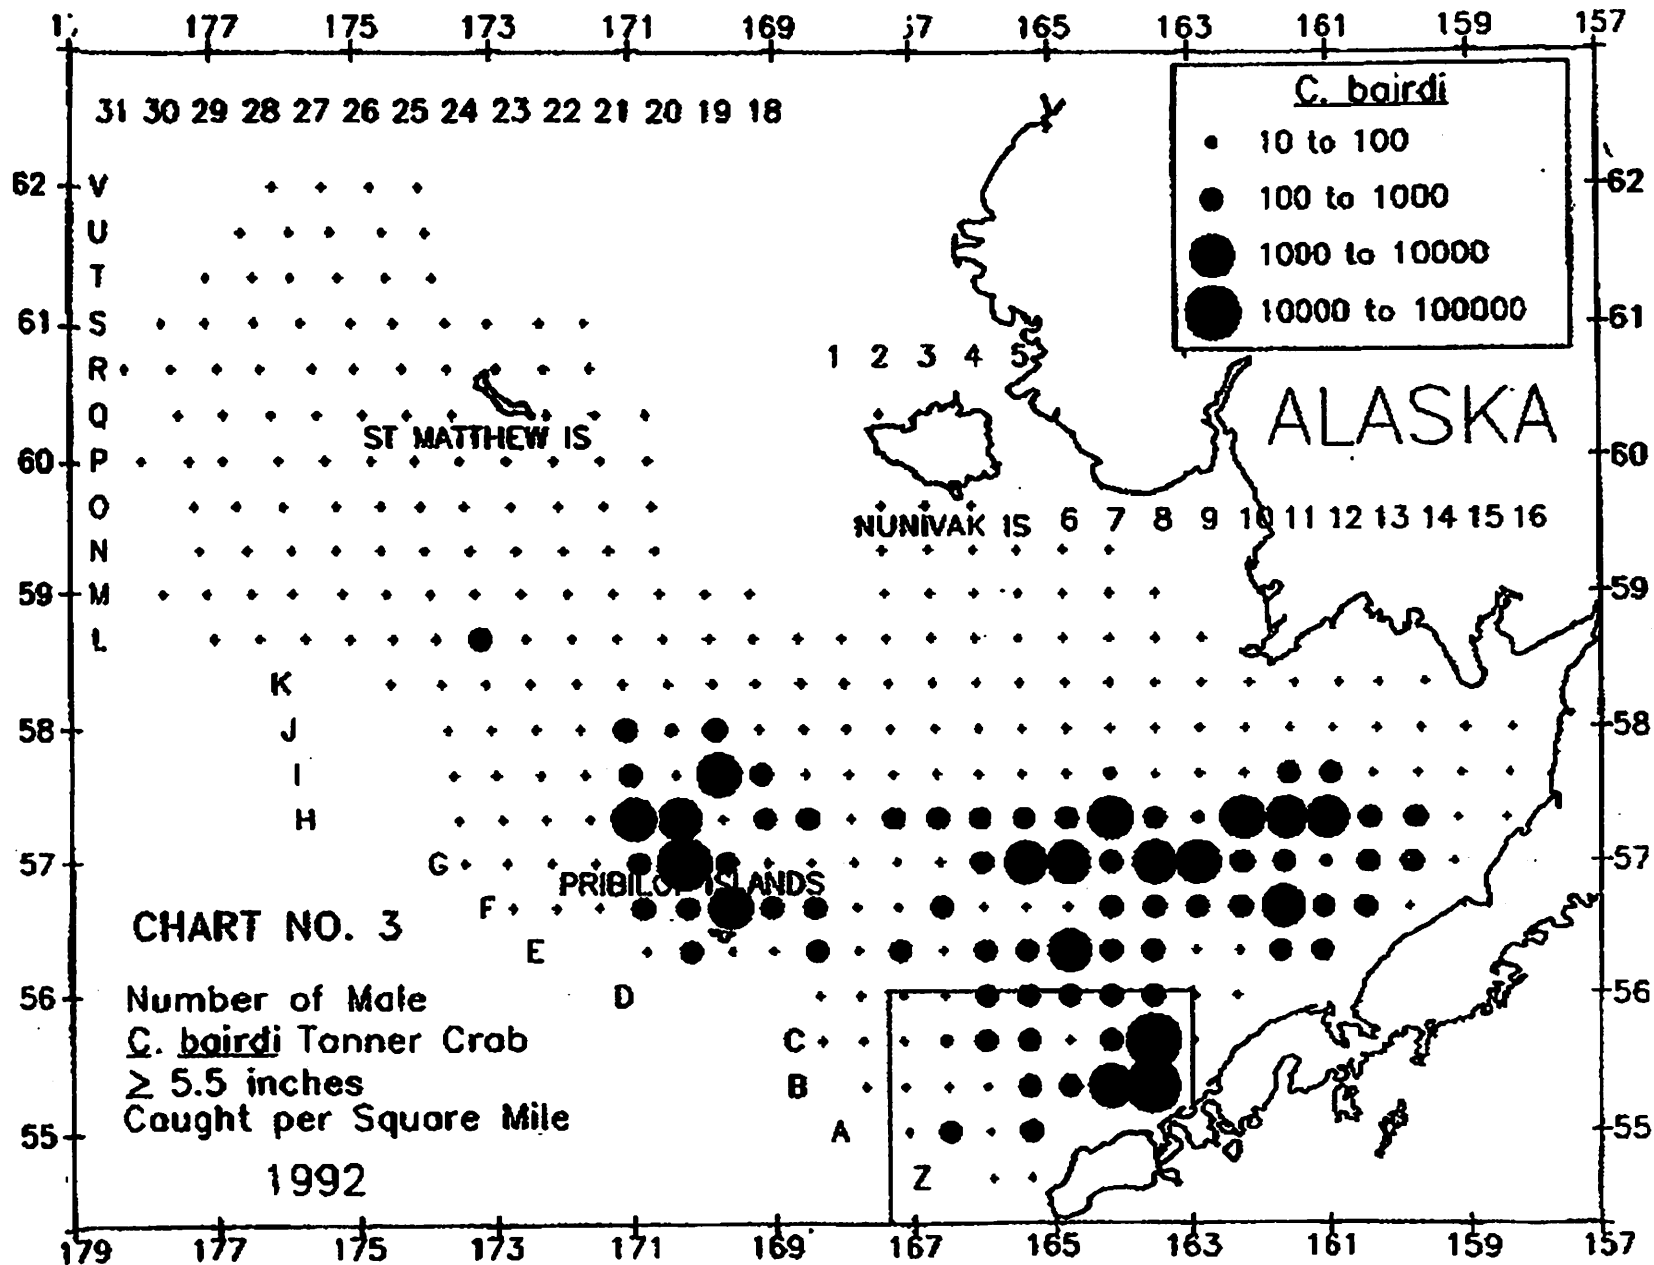 177 175 173 171 169 165 163 161 159 157
31 30 29 28 27 26 25 24 23 22 21 20 19 18
C. bairdi
10 to 100
100 to 1000
1000 to 10000
10000 to 100000
62 V 62
U
T
61 S 61
1 2 3 4 5
R
Q
ALASKA
ST MATTHEW IS
60 P 60
O
NUNIVAK IS 6 7 8 9 10 11 12 13 14 15 16
N
59 M 59
L
K
58 J 58
I
H
57 G 57
PRIBILOF ISLANDS
F
CHART NO. 3
E
56 D 56
Number of Male
C. bairdi Tanner Crab
C
≥ 5.5 inches
B
Caught per Square Mile
55 A 55
1992
Z
179 177 175 173 171 169 167 165 163 161 159 157